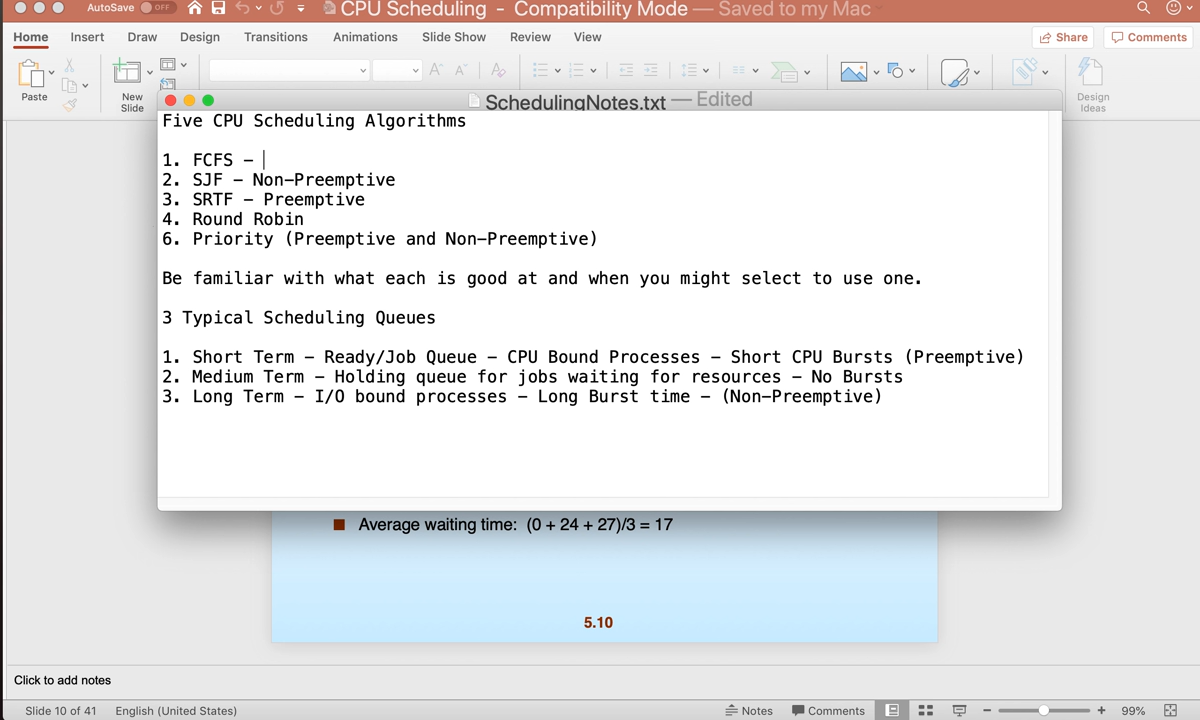 AutoSave OFF CPU Scheduling - Compatibility Mode — Saved to my Mac
Home Insert Draw Design Transitions Animations Slide Show Review View Share Comments
Paste New Slide Design Ideas
SchedulingNotes.txt — Edited
Five CPU Scheduling Algorithms
1. FCFS –
2. SJF – Non-Preemptive
3. SRTF – Preemptive
4. Round Robin
6. Priority (Preemptive and Non-Preemptive)
Be familiar with what each is good at and when you might select to use one.
3 Typical Scheduling Queues
1. Short Term – Ready/Job Queue – CPU Bound Processes – Short CPU Bursts (Preemptive)
2. Medium Term – Holding queue for jobs waiting for resources – No Bursts
3. Long Term – I/O bound processes – Long Burst time – (Non-Preemptive)
Average waiting time: (0 + 24 + 27)/3 = 17
5.10
Click to add notes
Slide 10 of 41 English (United States) Notes Comments 99%